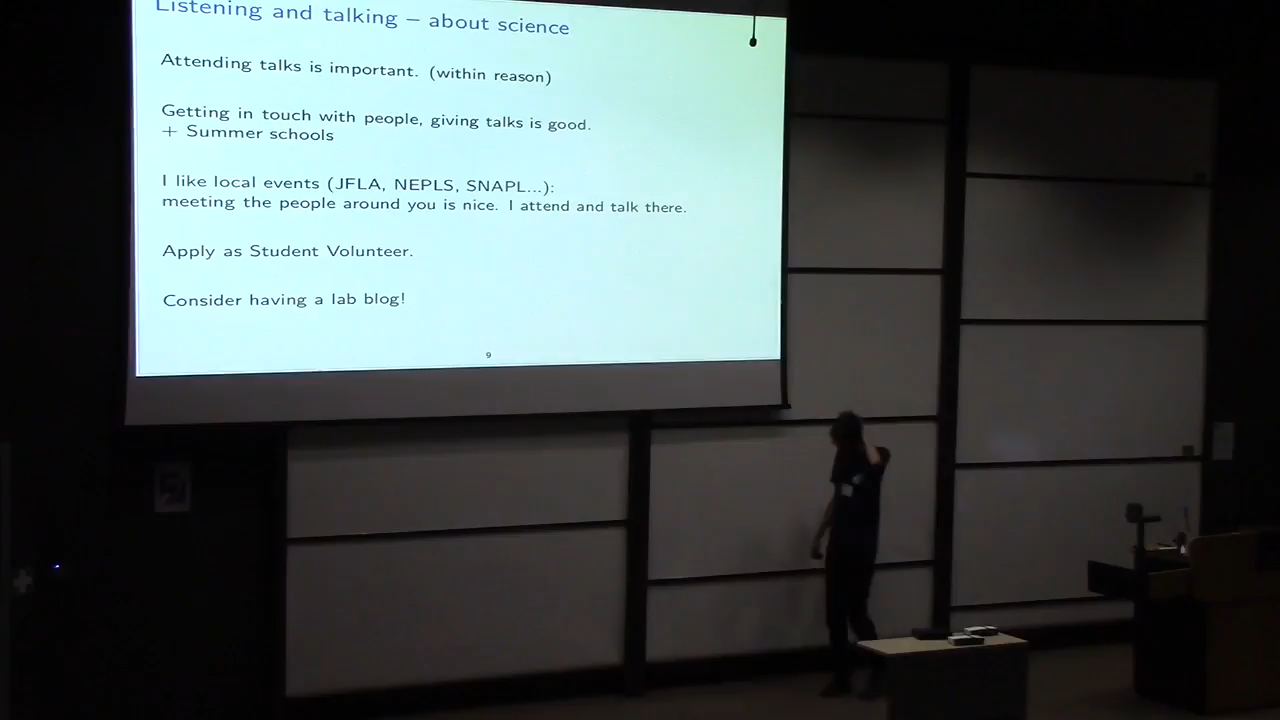 Listening and talking – about science
Attending talks is important. (within reason)
Getting in touch with people, giving talks is good.
+ Summer schools
I like local events (JFLA, NEPLS, SNAPL...):
meeting the people around you is nice. I attend and talk there.
Apply as Student Volunteer.
Consider having a lab blog!
9